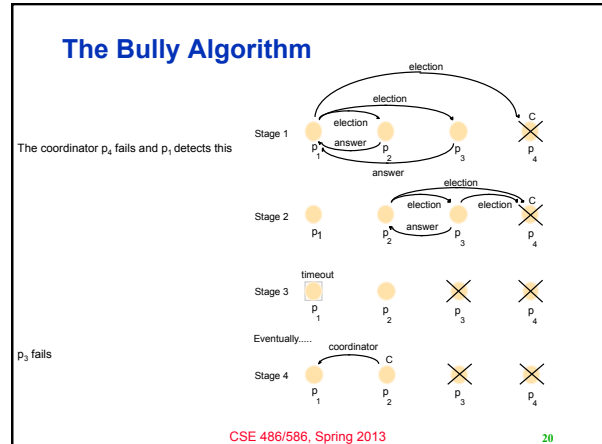 The Bully Algorithm
election
election
C
election
Stage 1
The coordinator p4 fails and p1 detects this
answer
p1
p2
p3
p4
answer
election
C
election
election
Stage 2
answer
p1
p2
p3
p4
timeout
Stage 3
p1
p2
p3
p4
Eventually.....
p3 fails
coordinator
C
Stage 4
p1
p2
p3
p4
CSE 486/586, Spring 2013
20